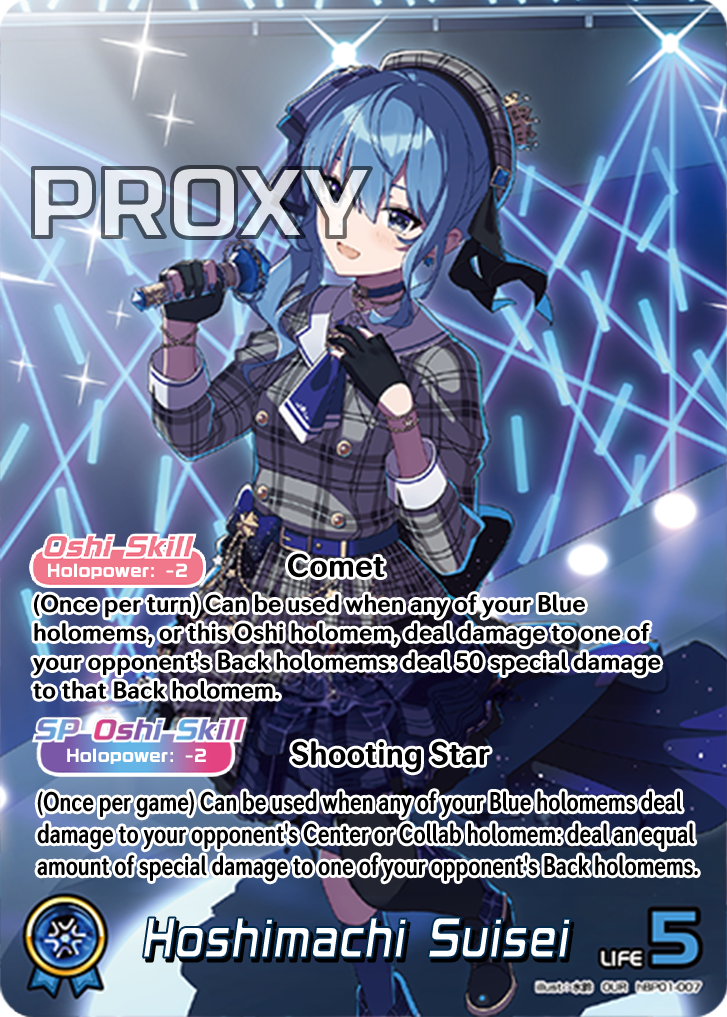 PROXY
Oshi Skill
Holopower: -2
Comet
(Once per turn) Can be used when any of your Blue
holomems, or this Oshi holomem, deal damage to one of
your opponent's Back holomems: deal 50 special damage
to that Back holomem.
SP Oshi Skill
Holopower: -2
Shooting Star
(Once per game) Can be used when any of your Blue holomems deal
damage to your opponent's Center or Collab holomem: deal an equal
amount of special damage to one of your opponent's Back holomems.
Hoshimachi Suisei
LIFE 5
illust:水鈴 OUR hBP01-007